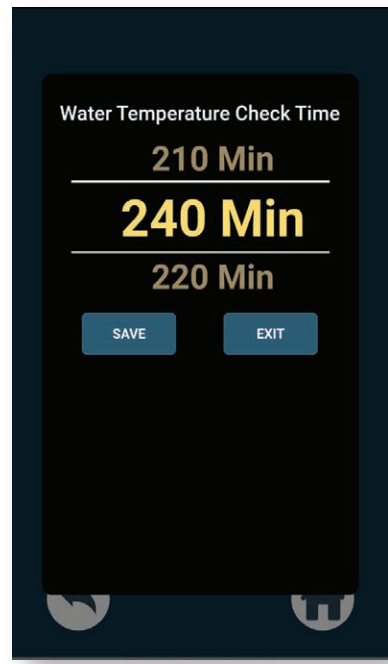 Water Temperature Check Time
210 Min
240 Min
220 Min
SAVE EXIT